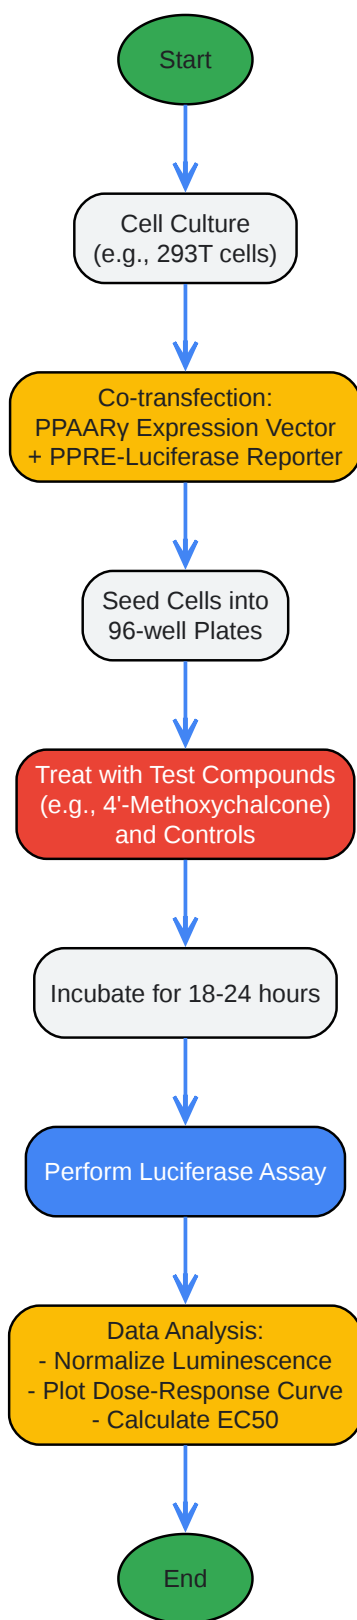 Start
Cell Culture
(e.g., 293T cells)
Co-transfection:
PPAARγ Expression Vector
+ PPRE-Luciferase Reporter
Seed Cells into
96-well Plates
Treat with Test Compounds
(e.g., 4'-Methoxychalcone)
and Controls
Incubate for 18-24 hours
Perform Luciferase Assay
Data Analysis:
- Normalize Luminescence
- Plot Dose-Response Curve
- Calculate EC50
End